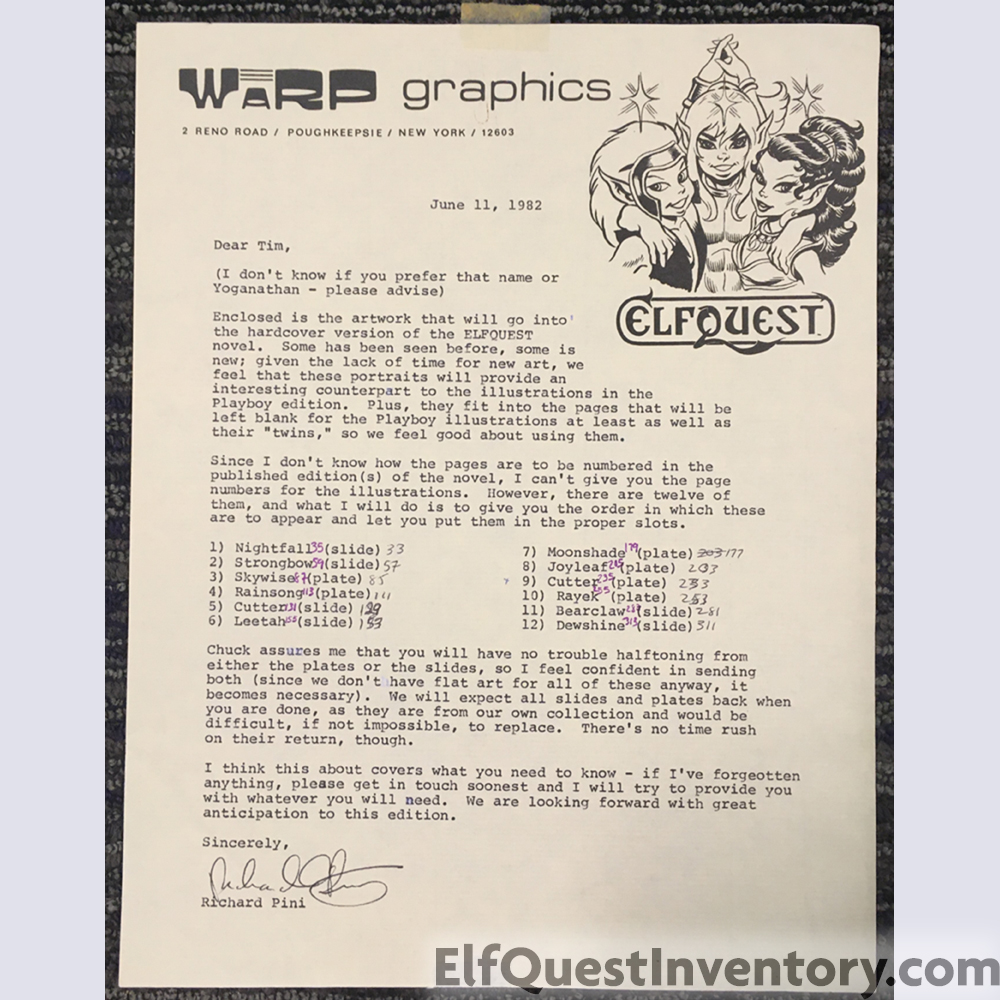 WARP graphics
2 RENO ROAD / POUGHKEEPSIE / NEW YORK / 12603
ELFQUEST
June 11, 1982
Dear Tim,
(I don't know if you prefer that name or
Yoganathan - please advise)
Enclosed is the artwork that will go into
the hardcover version of the ELFQUEST
novel. Some has been seen before, some is
new; given the lack of time for new art, we
feel that these portraits will provide an
interesting counterpart to the illustrations in the
Playboy edition. Plus, they fit into the pages that will be
left blank for the Playboy illustrations at least as well as
their "twins," so we feel good about using them.
Since I don't know how the pages are to be numbered in the
published edition(s) of the novel, I can't give you the page
numbers for the illustrations. However, there are twelve of
them, and what I will do is to give you the order in which these
are to appear and let you put them in the proper slots.
1) Nightfall 35 (slide) 33
2) Strongbow 59 (slide) 57
3) Skywise 87 (plate) 85
4) Rainsong 113 (plate) 111
5) Cutter 131 (slide) 129
6) Leetah 155 (slide) 153
7) Moonshade 179 (plate) 203 177
8) Joyleaf (plate) 203
9) Cutter 235 (plate) 233
10) Rayek 255 (plate) 253
11) Bearclaw 283 (slide) 281
12) Dewshine 313 (slide) 311
Chuck assures me that you will have no trouble halftoning from
either the plates or the slides, so I feel confident in sending
both (since we don't have flat art for all of these anyway, it
becomes necessary). We will expect all slides and plates back when
you are done, as they are from our own collection and would be
difficult, if not impossible, to replace. There's no time rush
on their return, though.
I think this about covers what you need to know - if I've forgeotten
anything, please get in touch soonest and I will try to provide you
with whatever you will need. We are looking forward with great
anticipation to this edition.
Sincerely,
Richard Pini
Richard Pini
ElfQuestInventory.com